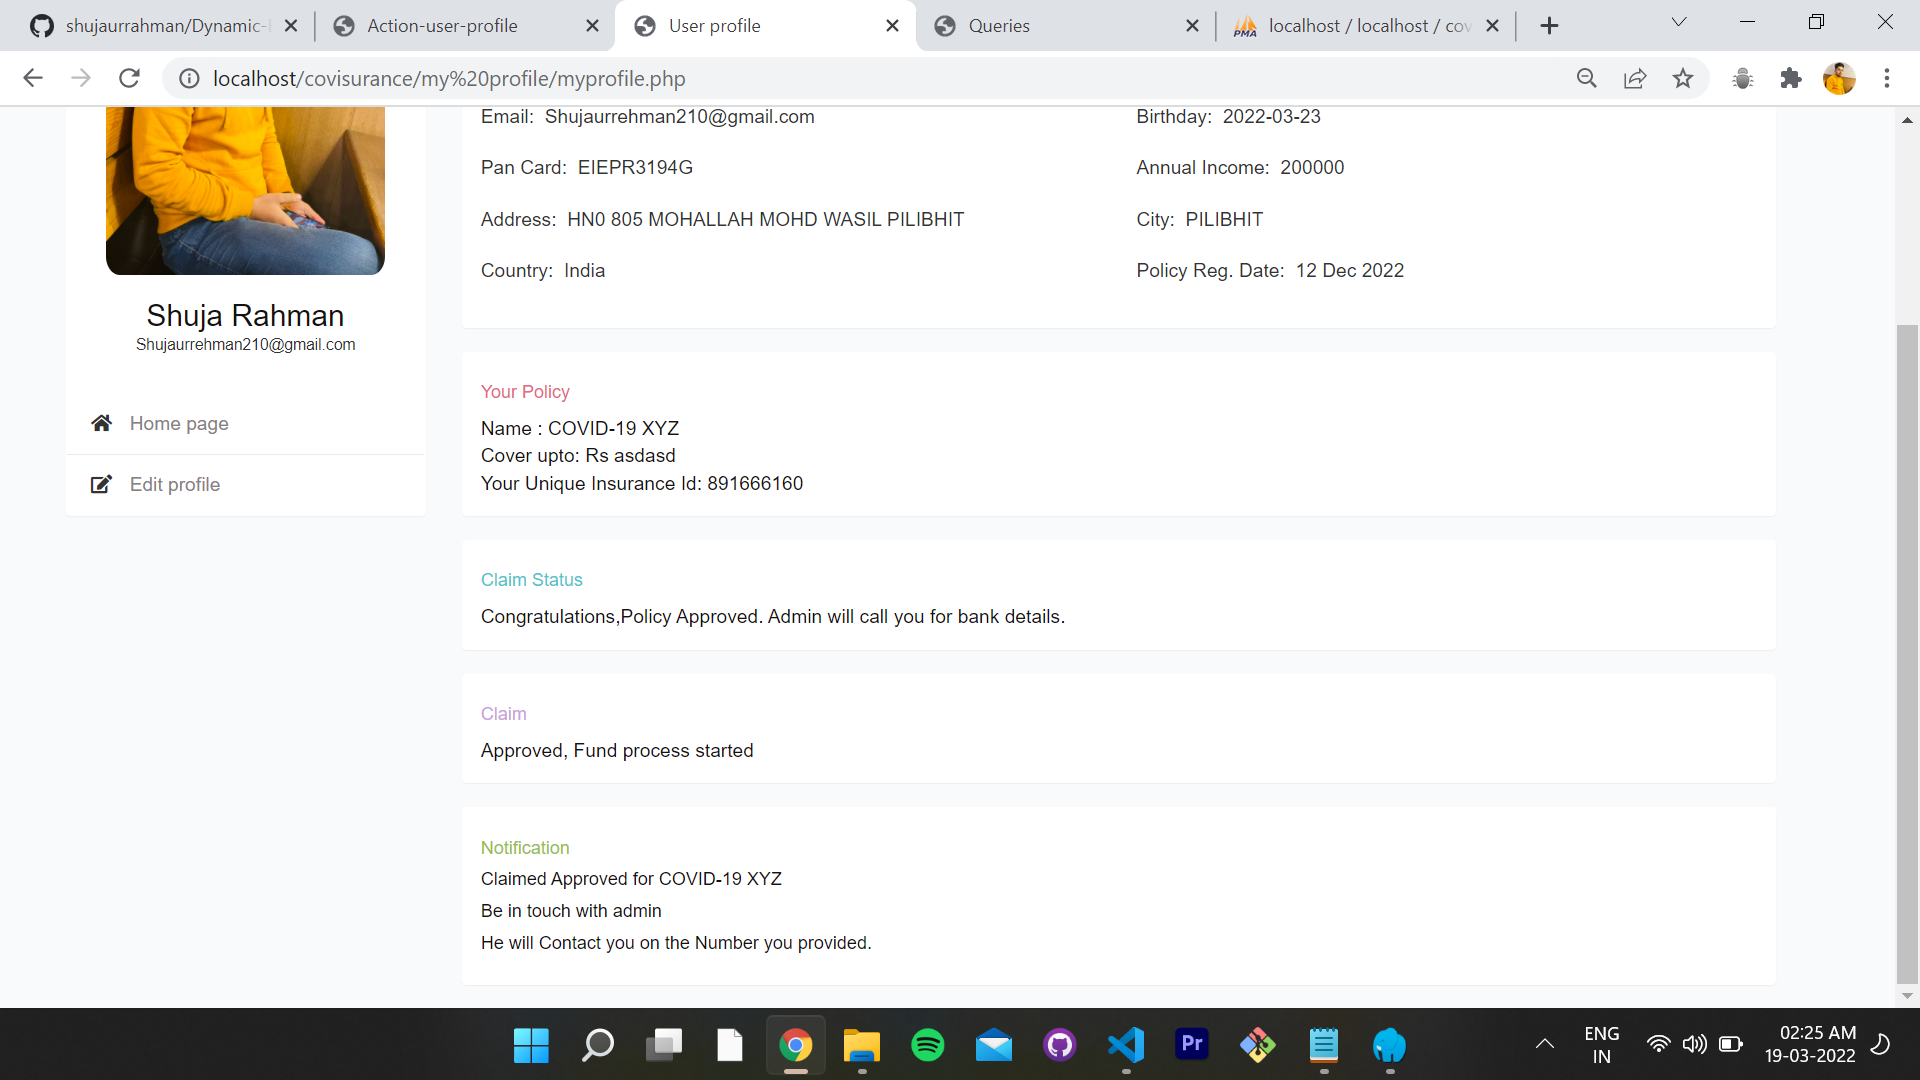 shujaurrahman/Dynamic-
Action-user-profile
User profile
Queries
PMA
localhost / localhost / cov
localhost/covisurance/my%20profile/myprofile.php
Email: Shujaurrehman210@gmail.com
Birthday: 2022-03-23
Pan Card: EIEPR3194G
Annual Income: 200000
Address: HN0 805 MOHALLAH MOHD WASIL PILIBHIT
City: PILIBHIT
Country: India
Policy Reg. Date: 12 Dec 2022
Shuja Rahman
Shujaurrehman210@gmail.com
Home page
Edit profile
Your Policy
Name : COVID-19 XYZ
Cover upto: Rs asdasd
Your Unique Insurance Id: 891666160
Claim Status
Congratulations,Policy Approved. Admin will call you for bank details.
Claim
Approved, Fund process started
Notification
Claimed Approved for COVID-19 XYZ
Be in touch with admin
He will Contact you on the Number you provided.
Pr
ENG
IN
02:25 AM
19-03-2022